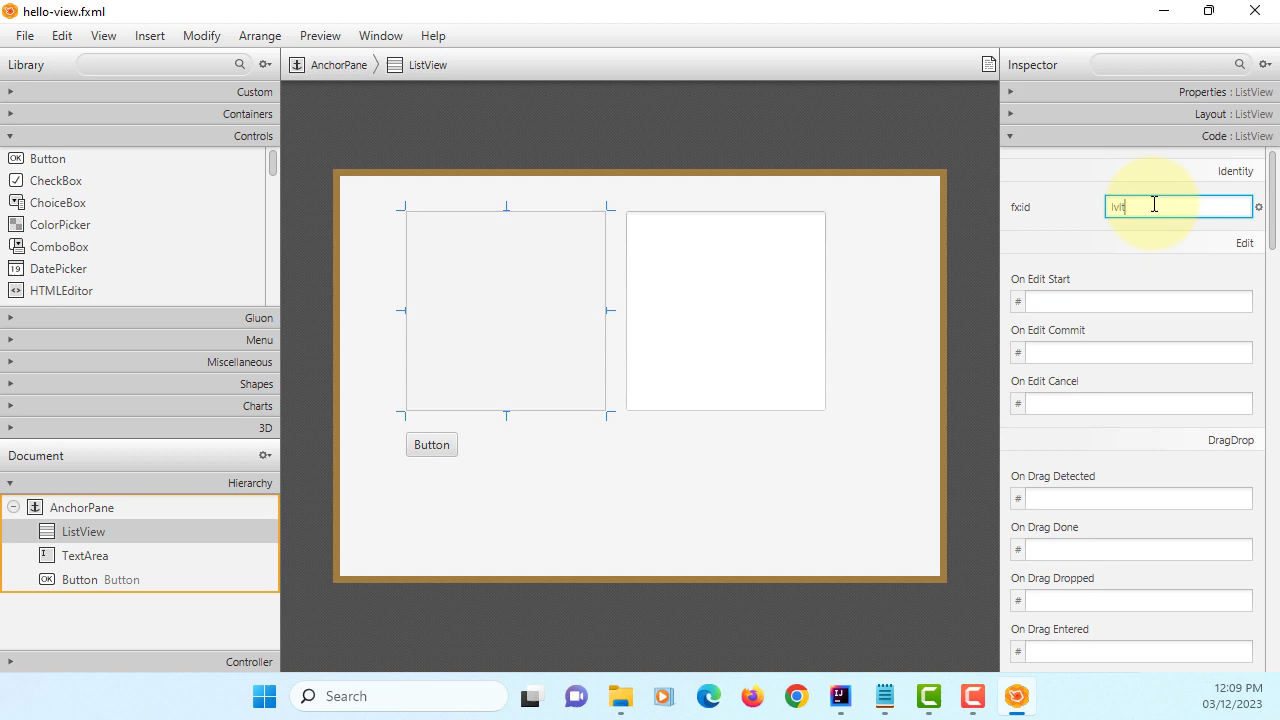 hello-view.fxml
File Edit View Insert Modify Arrange Preview Window Help
Library
Custom
Containers
Controls
OK Button
CheckBox
ChoiceBox
ColorPicker
ComboBox
19 DatePicker
HTMLEditor
Gluon
Menu
Miscellaneous
Shapes
Charts
3D
Document
Hierarchy
AnchorPane
ListView
TextArea
OK Button Button
Controller
AnchorPane ListView
Button
Inspector
Properties : ListView
Layout : ListView
Code : ListView
Identity
fx:id lvlt
Edit
On Edit Start
#
On Edit Commit
#
On Edit Cancel
#
DragDrop
On Drag Detected
#
On Drag Done
#
On Drag Dropped
#
On Drag Entered
#
Search
12:09 PM
03/12/2023